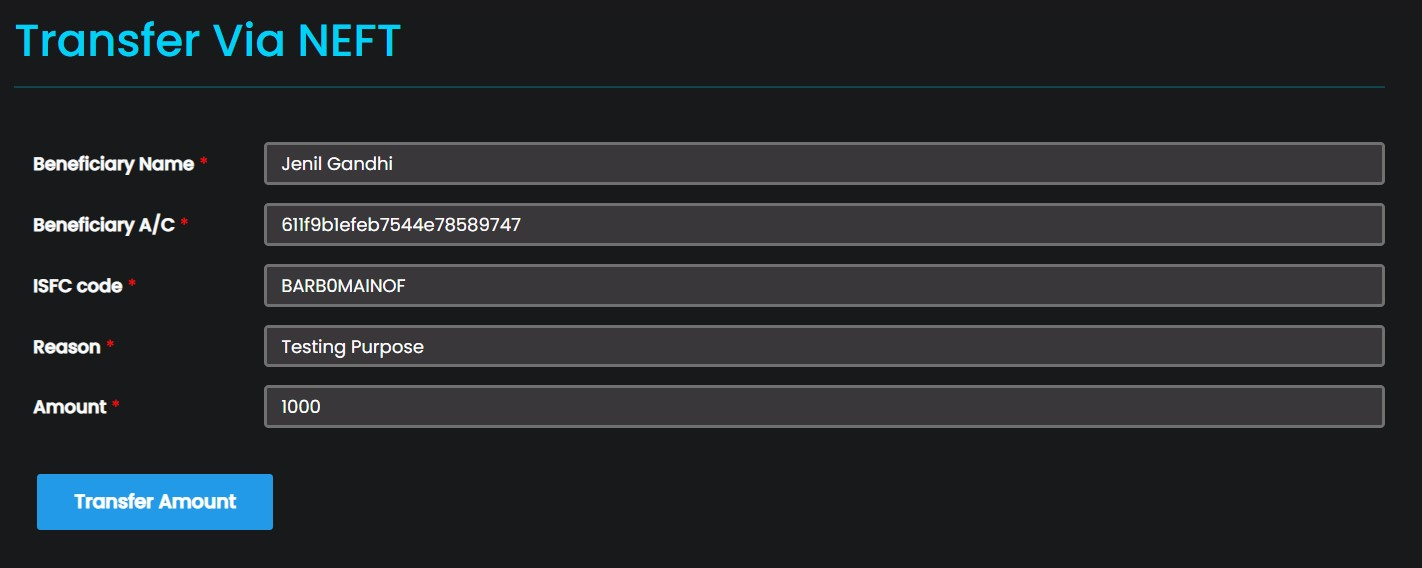 Transfer Via NEFT
Beneficiary Name * Jenil Gandhi
Beneficiary A/C * 611f9b1efeb7544e78589747
ISFC code * BARB0MAINOF
Reason * Testing Purpose
Amount * 1000
Transfer Amount